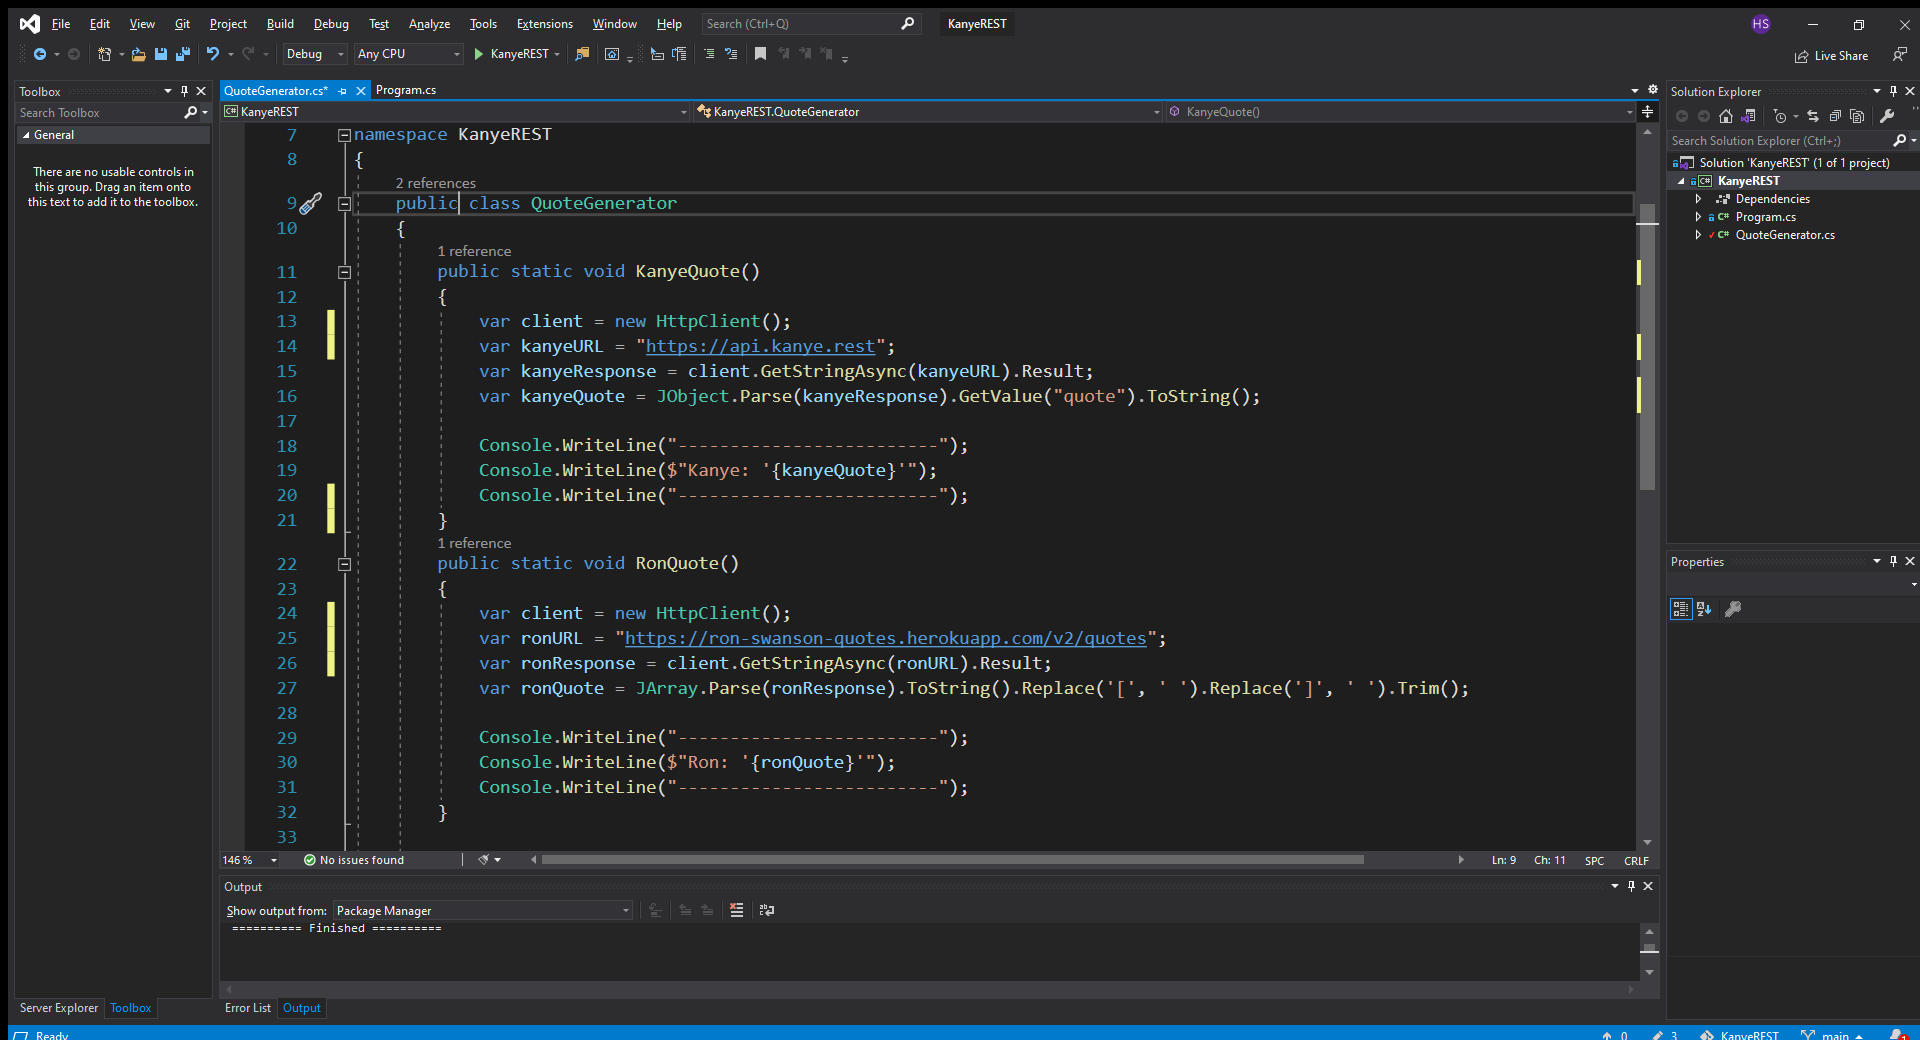 File Edit View Git Project Build Debug Test Analyze Tools Extensions Window Help Search (Ctrl+Q) KanyeREST HS
Debug Any CPU KanyeREST Live Share
Toolbox
Search Toolbox
General
There are no usable controls in
this group. Drag an item onto
this text to add it to the toolbox.
Server Explorer Toolbox
QuoteGenerator.cs* Program.cs
KanyeREST KanyeREST.QuoteGenerator KanyeQuote()
7 namespace KanyeREST
8 {
2 references
9 public class QuoteGenerator
10 {
1 reference
11 public static void KanyeQuote()
12 {
13 var client = new HttpClient();
14 var kanyeURL = "https://api.kanye.rest";
15 var kanyeResponse = client.GetStringAsync(kanyeURL).Result;
16 var kanyeQuote = JObject.Parse(kanyeResponse).GetValue("quote").ToString();
17
18 Console.WriteLine("-------------------------");
19 Console.WriteLine($"Kanye: '{kanyeQuote}'");
20 Console.WriteLine("-------------------------");
21 }
1 reference
22 public static void RonQuote()
23 {
24 var client = new HttpClient();
25 var ronURL = "https://ron-swanson-quotes.herokuapp.com/v2/quotes";
26 var ronResponse = client.GetStringAsync(ronURL).Result;
27 var ronQuote = JArray.Parse(ronResponse).ToString().Replace('[', ' ').Replace(']', ' ').Trim();
28
29 Console.WriteLine("-------------------------");
30 Console.WriteLine($"Ron: '{ronQuote}'");
31 Console.WriteLine("-------------------------");
32 }
33
146 % No issues found Ln: 9 Ch: 11 SPC CRLF
Output
Show output from: Package Manager
========== Finished ==========
Error List Output
Solution Explorer
Search Solution Explorer (Ctrl+;)
Solution 'KanyeREST' (1 of 1 project)
KanyeREST
Dependencies
C# Program.cs
C# QuoteGenerator.cs
Properties
Ready 0 3 KanyeREST main 1